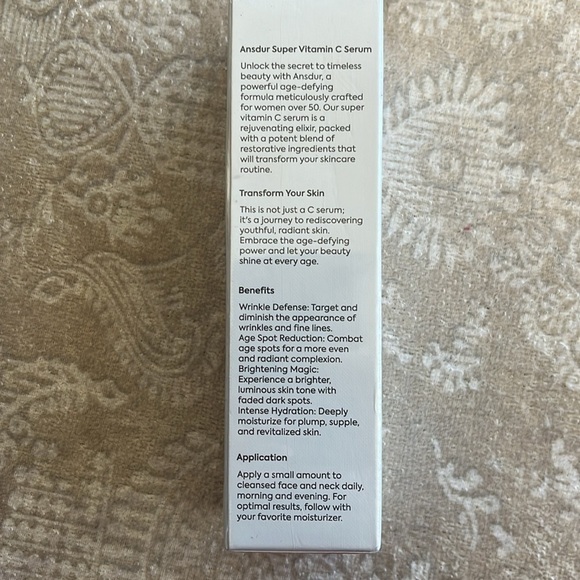 Ansdur Super Vitamin C Serum
Unlock the secret to timeless
beauty with Ansdur, a
powerful age-defying
formula meticulously crafted
for women over 50. Our super
vitamin C serum is a
rejuvenating elixir, packed
with a potent blend of
restorative ingredients that
will transform your skincare
routine.
Transform Your Skin
This is not just a C serum;
it's a journey to rediscovering
youthful, radiant skin.
Embrace the age-defying
power and let your beauty
shine at every age.
Benefits
Wrinkle Defense: Target and
diminish the appearance of
wrinkles and fine lines.
Age Spot Reduction: Combat
age spots for a more even
and radiant complexion.
Brightening Magic:
Experience a brighter,
luminous skin tone with
faded dark spots.
Intense Hydration: Deeply
moisturize for plump, supple,
and revitalized skin.
Application
Apply a small amount to
cleansed face and neck daily,
morning and evening. For
optimal results, follow with
your favorite moisturizer.